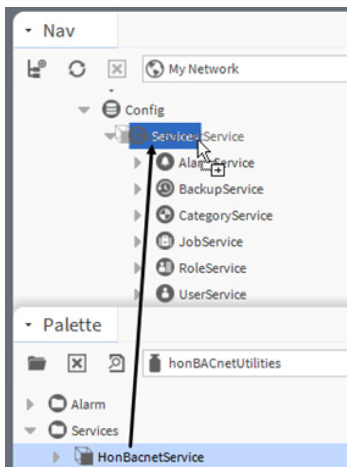 Nav
My Network
Config
Services
AlarmService
BackupService
CategoryService
JobService
RoleService
UserService
Palette
honBACnetUtilities
Alarm
Services
HonBacnetService